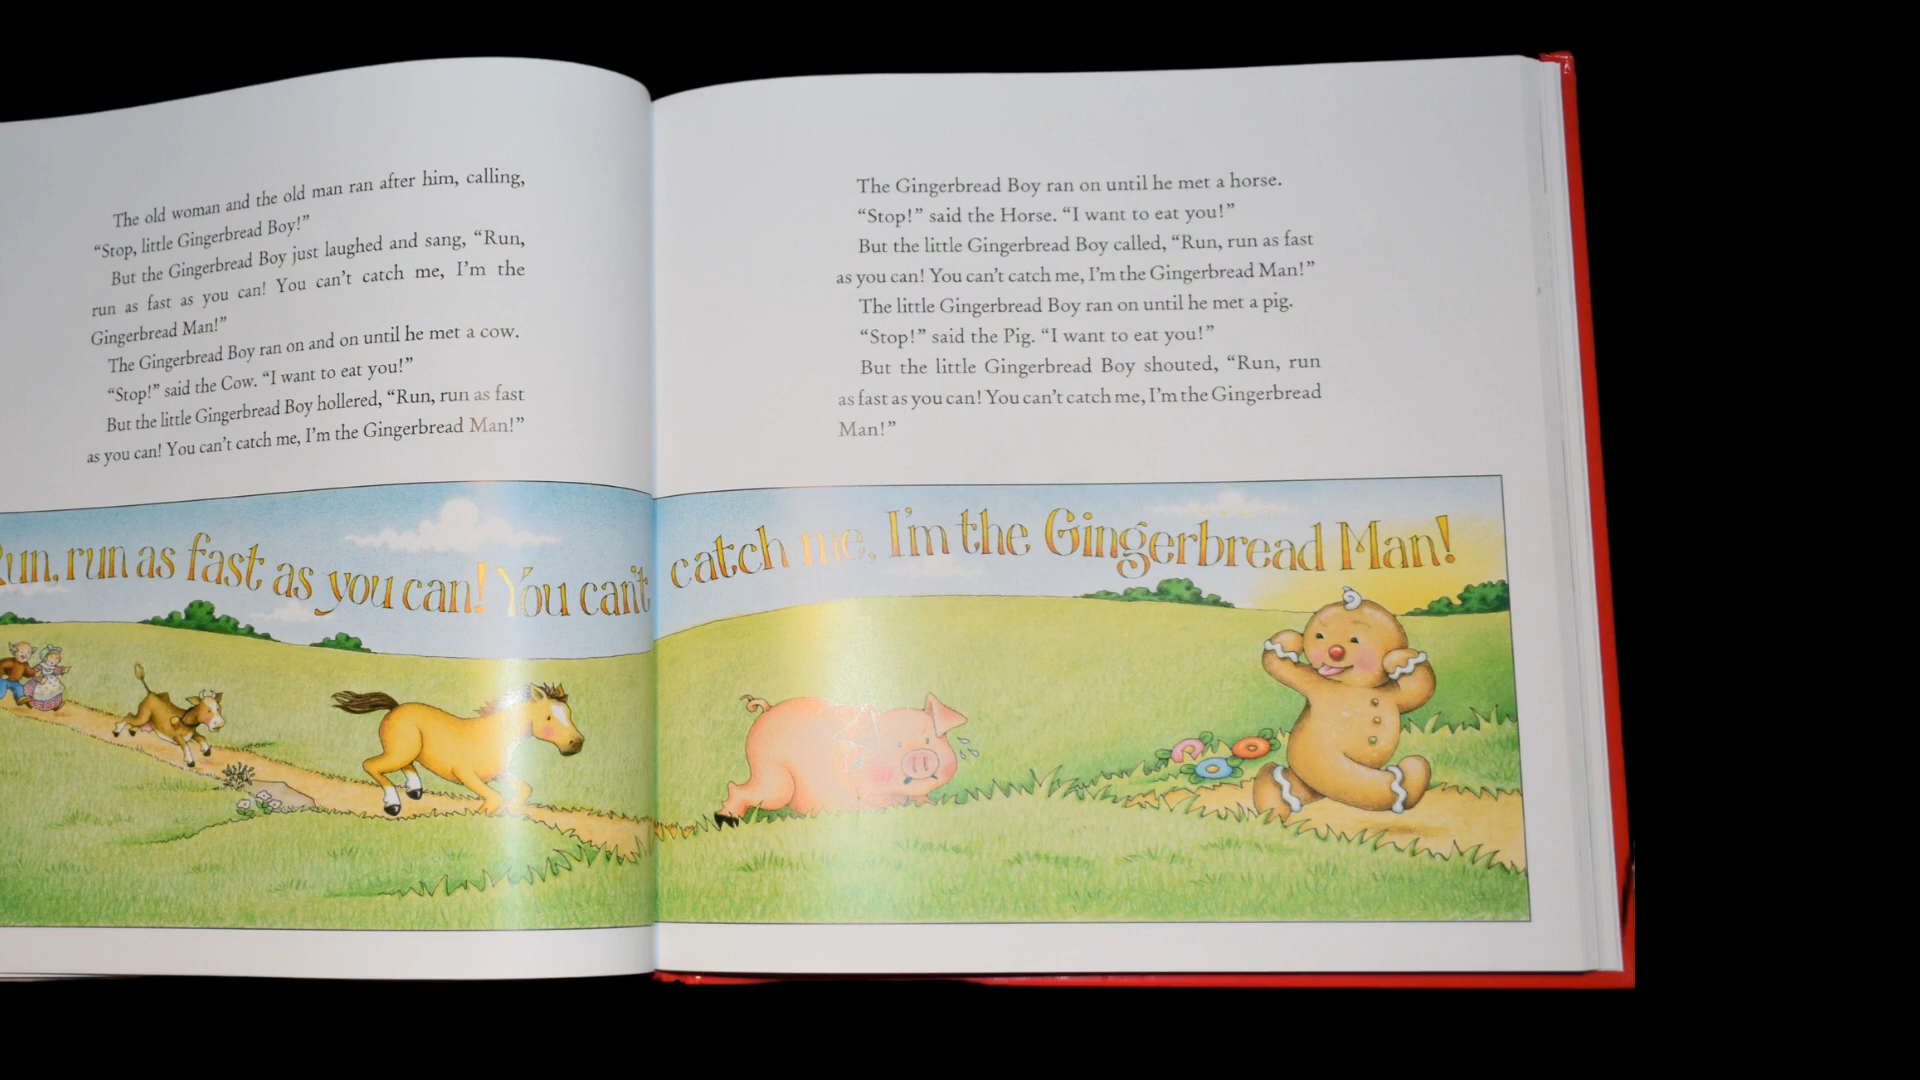 The old woman and the old man ran after him, calling,
“Stop, little Gingerbread Boy!”
But the Gingerbread Boy just laughed and sang, “Run,
run as fast as you can! You can’t catch me, I’m the
Gingerbread Man!”
The Gingerbread Boy ran on and on until he met a cow.
“Stop!” said the Cow. “I want to eat you!”
But the little Gingerbread Boy hollered, “Run, run as fast
as you can! You can’t catch me, I’m the Gingerbread Man!”
Run, run as fast as you can! You can't
The Gingerbread Boy ran on until he met a horse.
“Stop!” said the Horse. “I want to eat you!”
But the little Gingerbread Boy called, “Run, run as fast
as you can! You can’t catch me, I’m the Gingerbread Man!”
The little Gingerbread Boy ran on until he met a pig.
“Stop!” said the Pig. “I want to eat you!”
But the little Gingerbread Boy shouted, “Run, run
as fast as you can! You can’t catch me, I’m the Gingerbread
Man!”
catch me, I'm the Gingerbread Man!